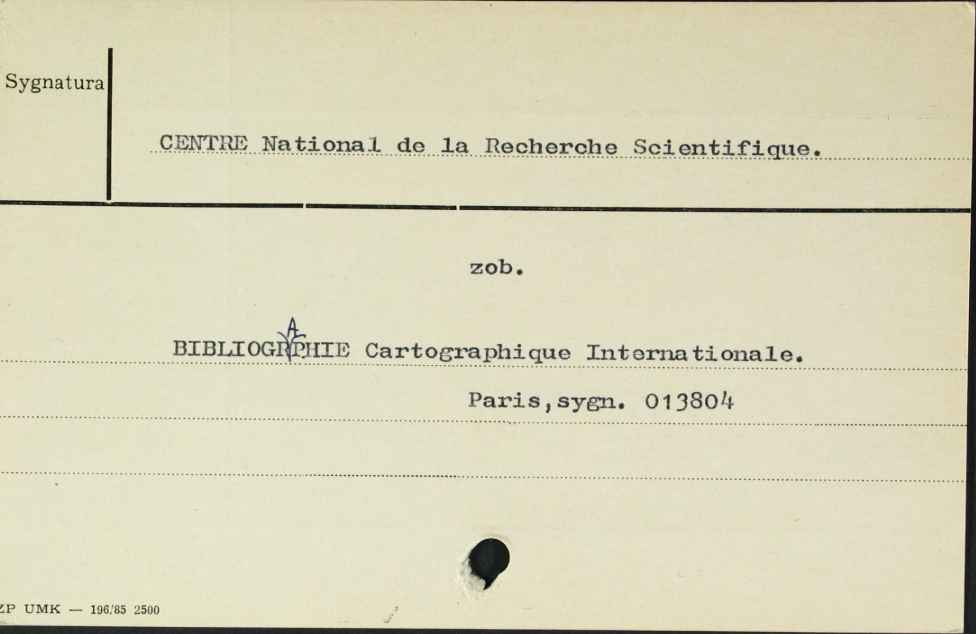 Sygnatura
CENTRE National de la Recherche Scientifique.
zob.
BIBLIOGRAPHIE Cartographique Internationale.
Paris,sygn. 013804
ZP UMK — 196/85 2500